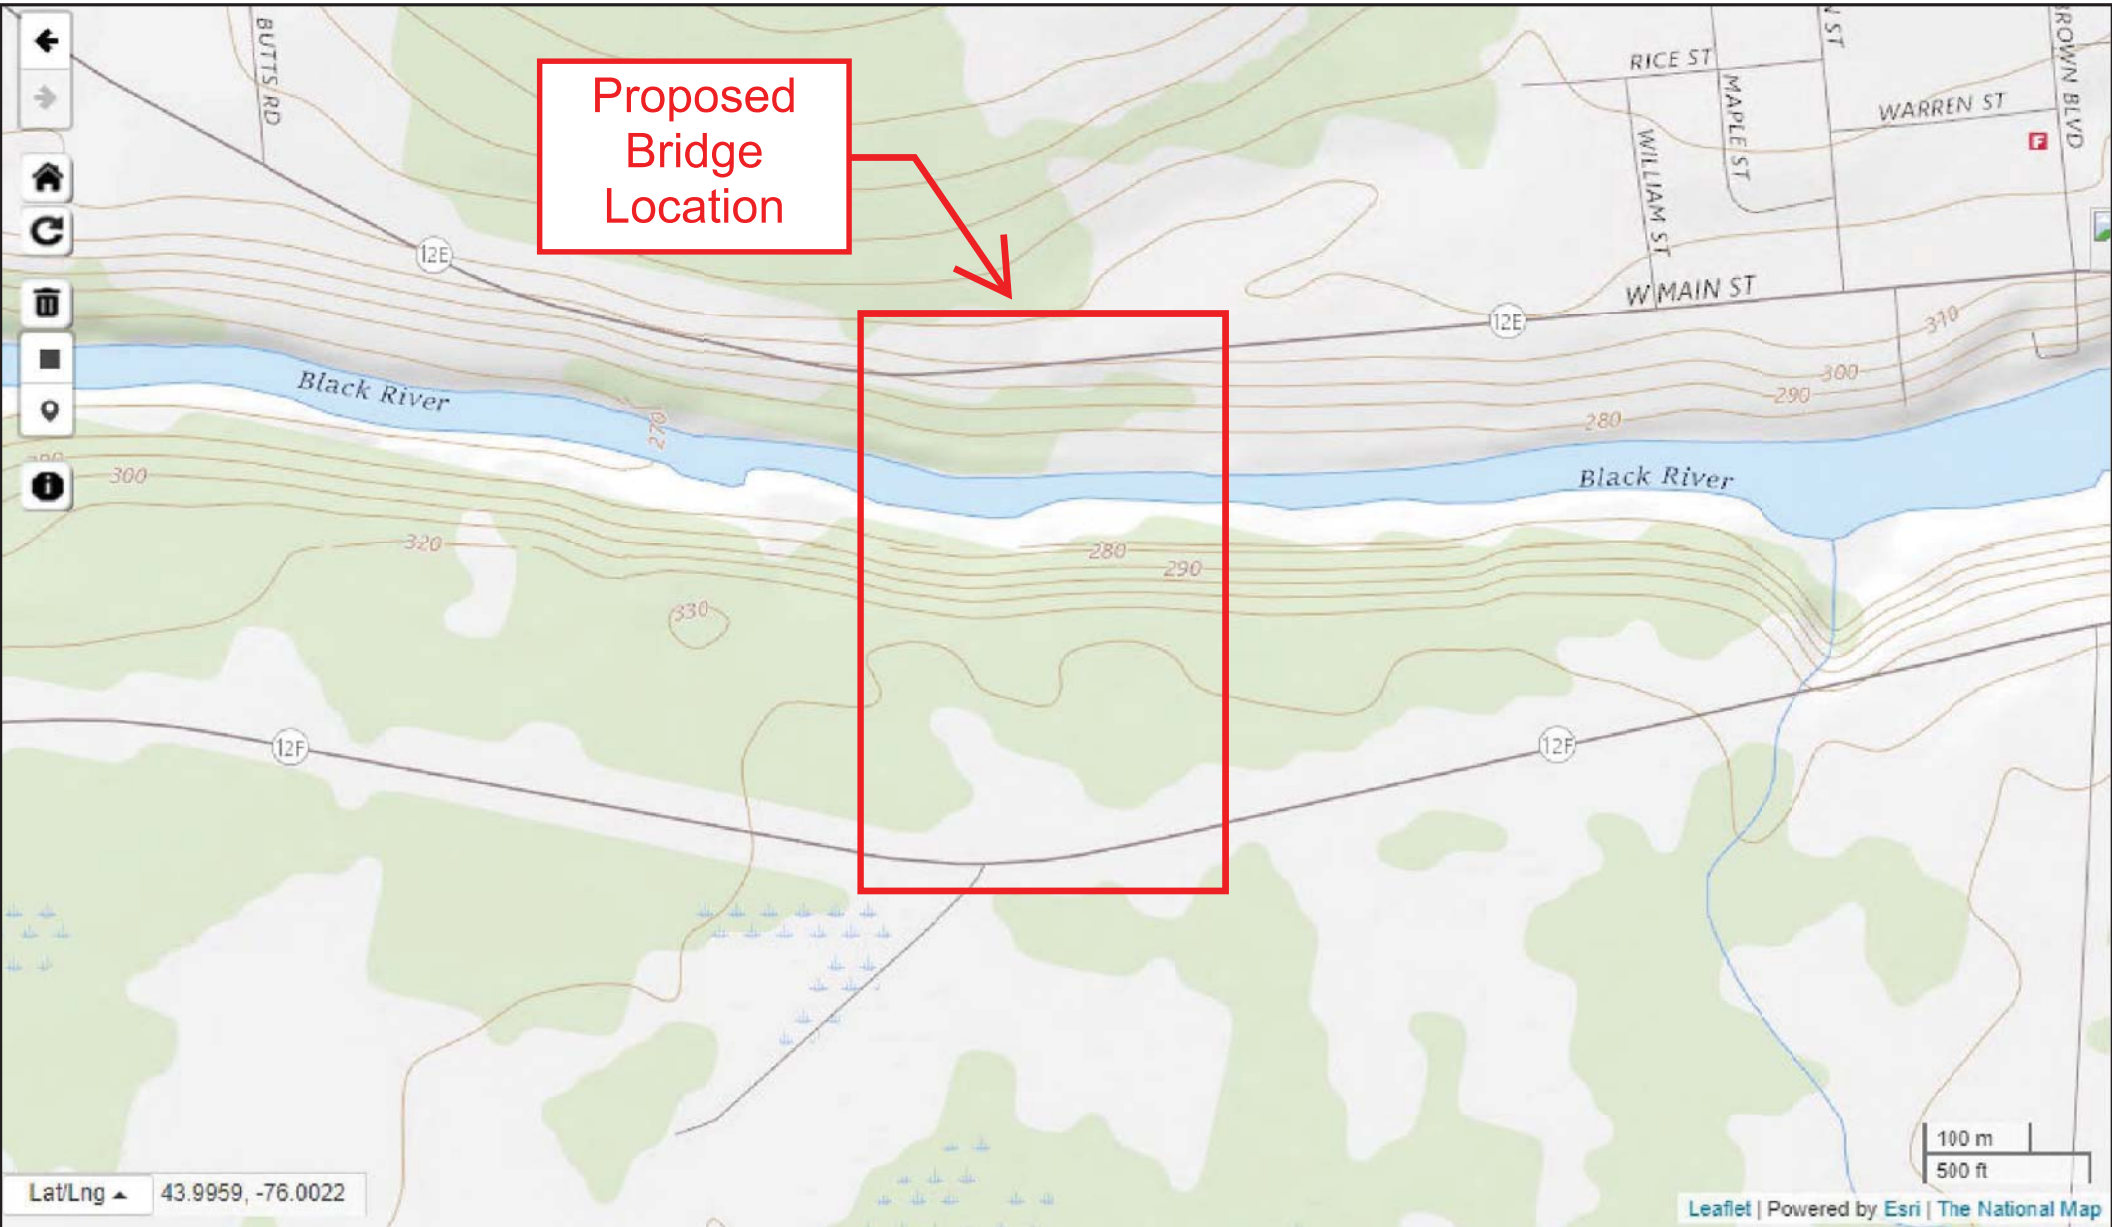 BUTTS RD
Proposed
Bridge
Location
RICE ST
MAPLE ST
WILLIAM ST
ST
WARREN ST
BROWN BLVD
F
12E
W MAIN ST
12E
310
300
290
280
Black River
270
Black River
300
320
280
290
330
12F
12F
100 m
500 ft
Lat/Lng 43.9959, -76.0022
Leaflet | Powered by Esri | The National Map